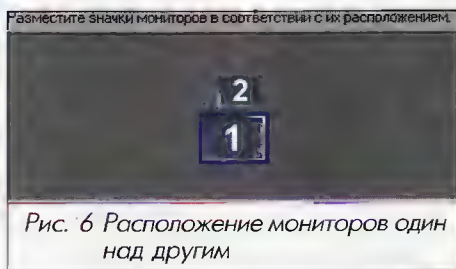 Разместите значки мониторов в соответствии с их расположением.
2
1
Рис. 6 Расположение мониторов один
над другим